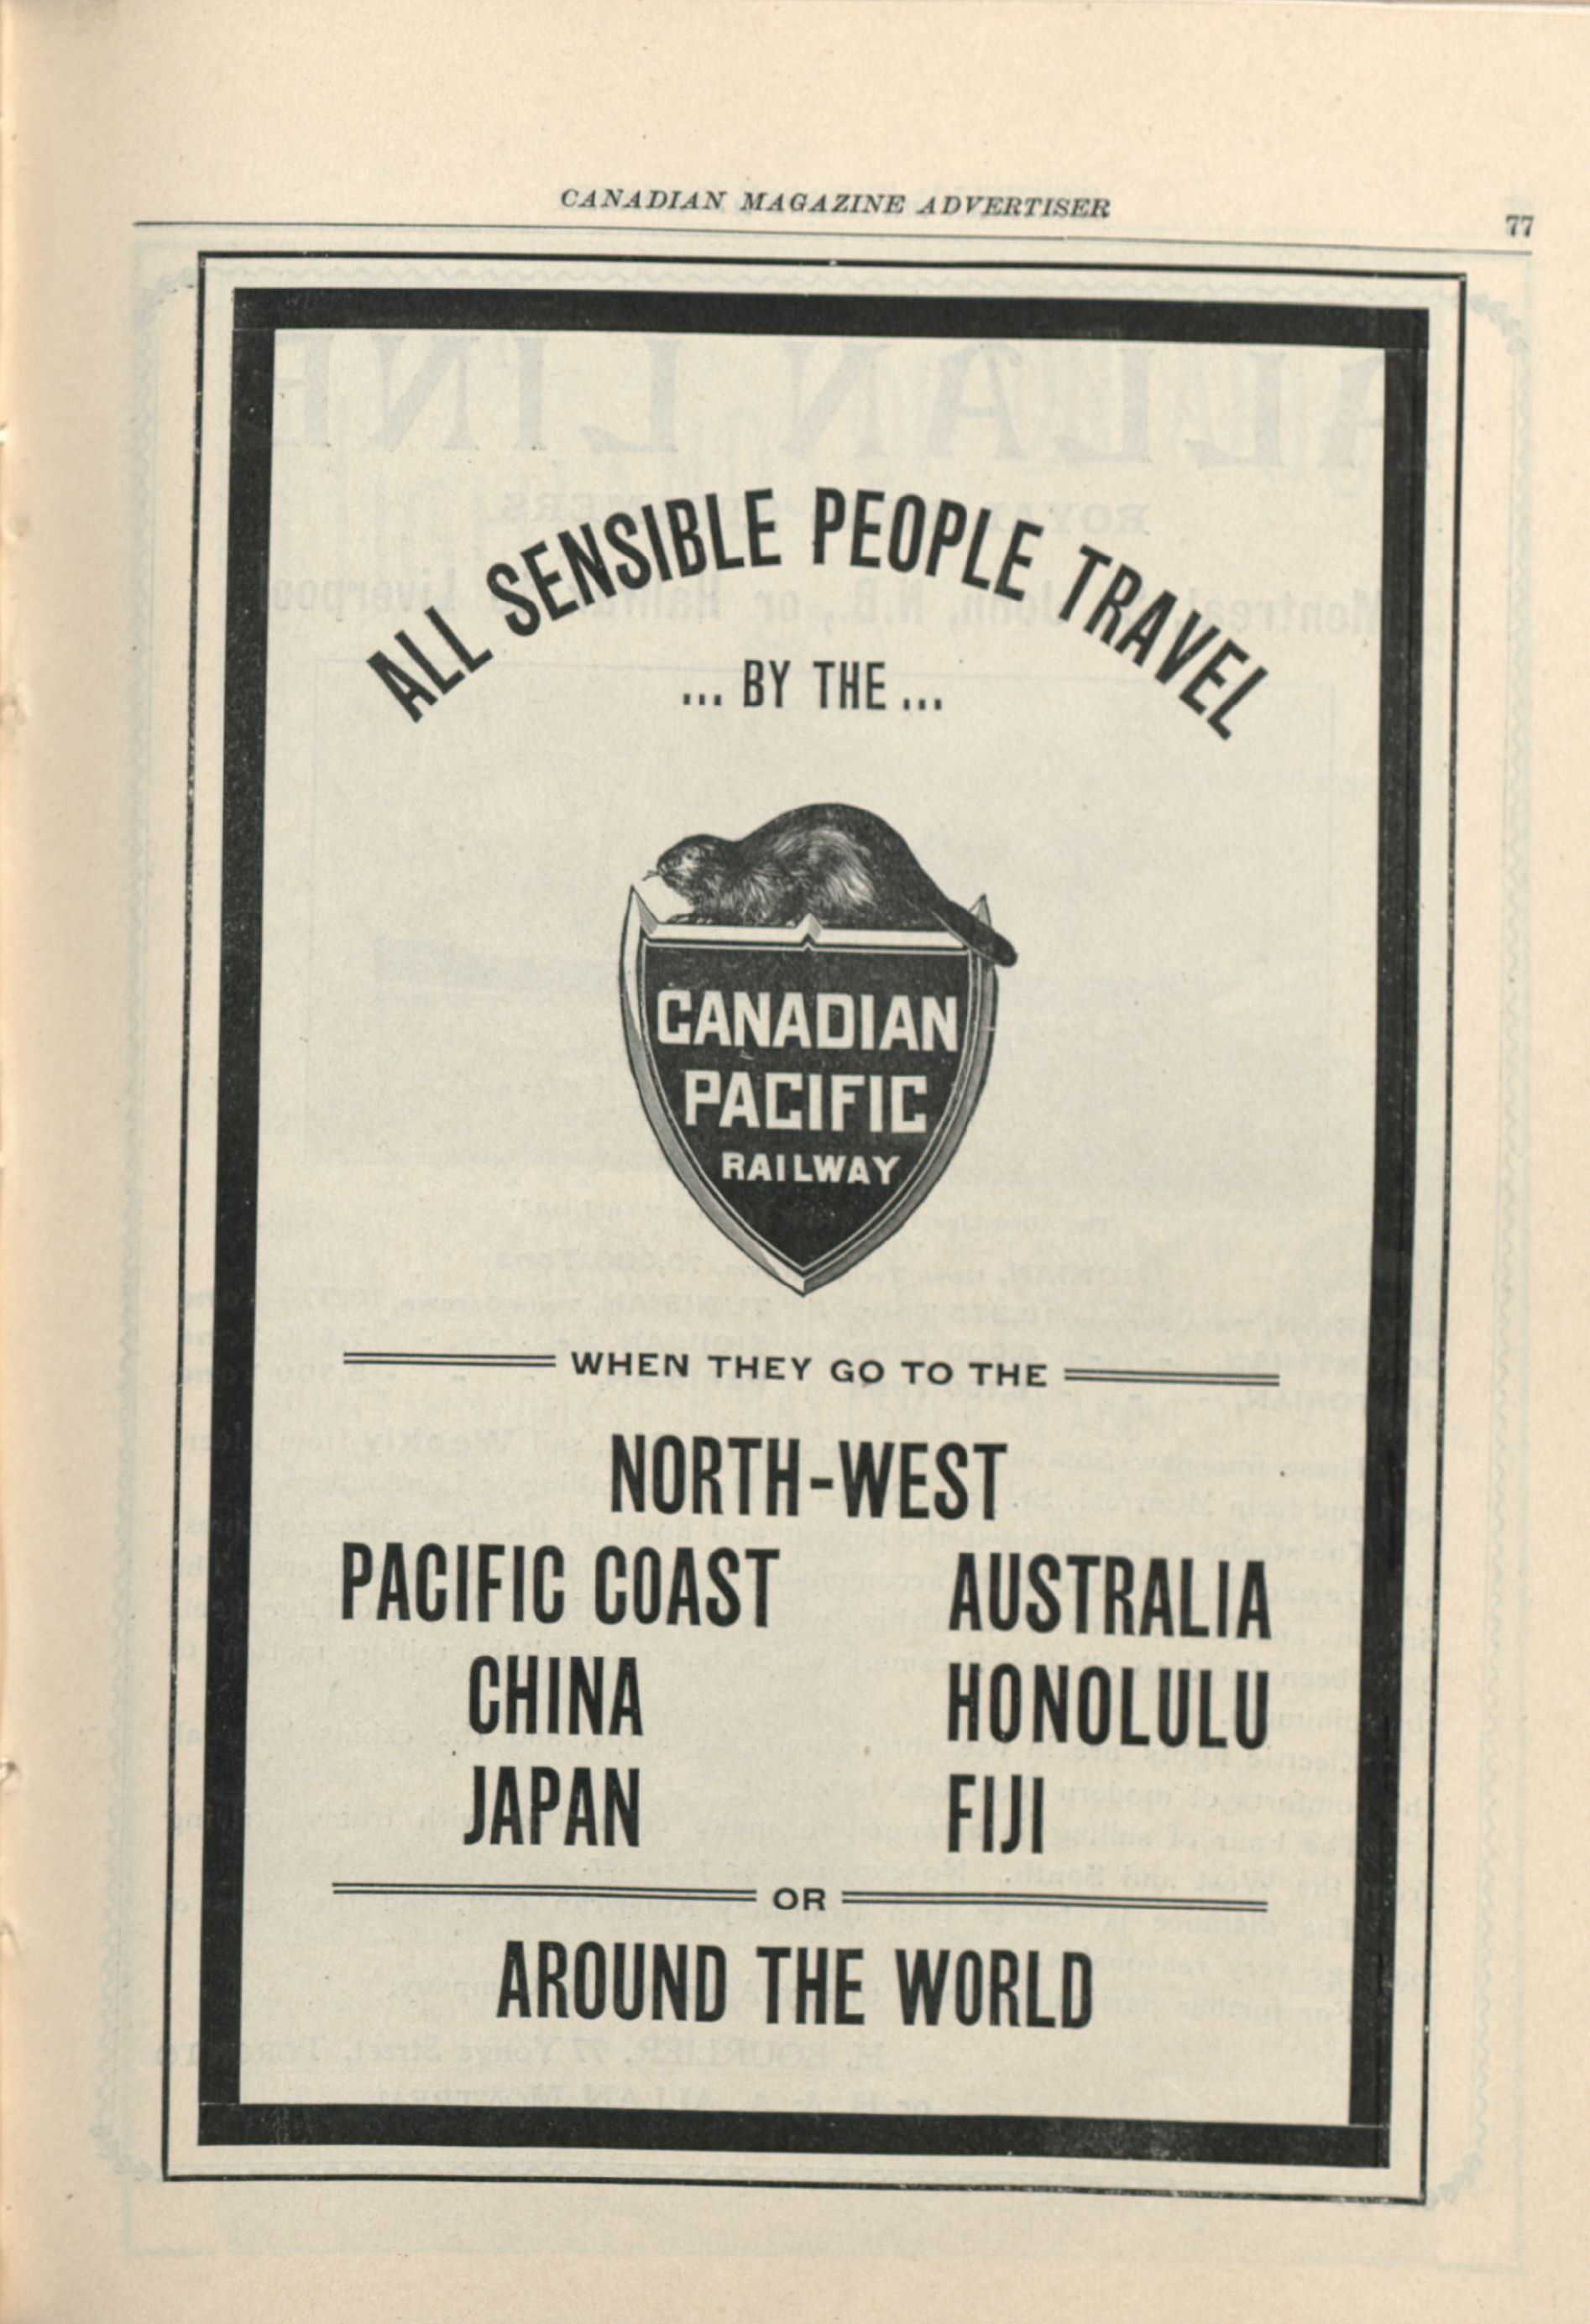 CANADIAN MAGAZINE ADVERTISER
77
ALL SENSIBLE PEOPLE TRAVEL
... BY THE ...
CANADIAN
PACIFIC
RAILWAY
WHEN THEY GO TO THE
NORTH-WEST
PACIFIC COAST AUSTRALIA
CHINA HONOLULU
JAPAN FIJI
OR
AROUND THE WORLD